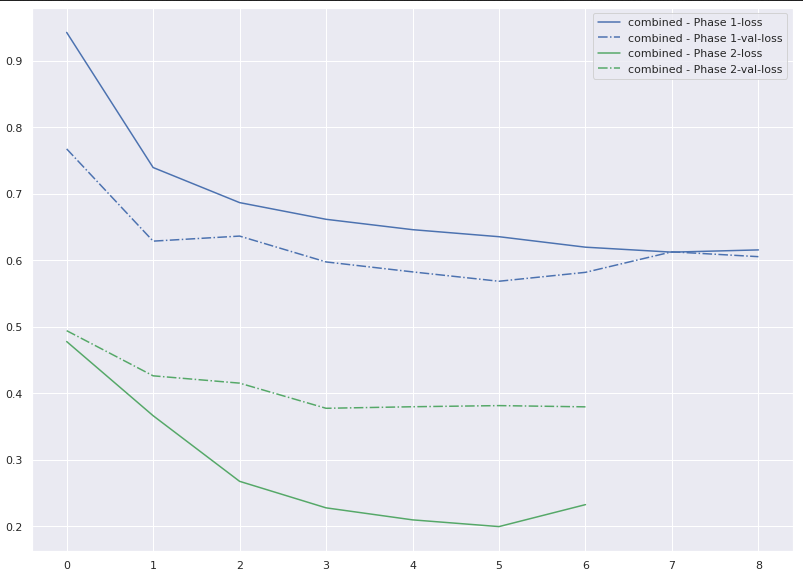 combined - Phase 1-loss
combined - Phase 1-val-loss
combined - Phase 2-loss
combined - Phase 2-val-loss
0.9
0.8
0.7
0.6
0.5
0.4
0.3
0.2
0 1 2 3 4 5 6 7 8